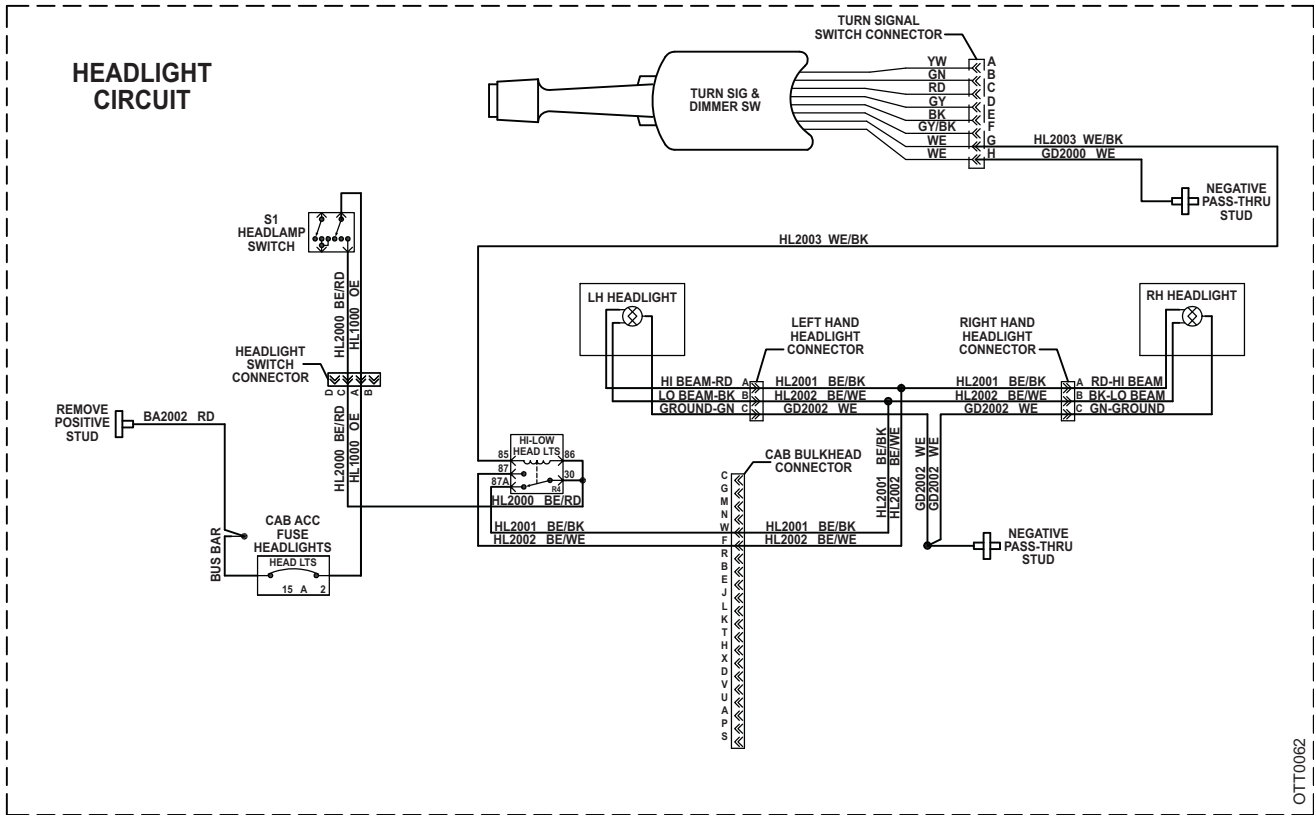 HEADLIGHT
CIRCUIT
TURN SIGNAL
SWITCH CONNECTOR
TURN SIG &
DIMMER SW
YW A
GN B
RD C
GY D
BK E
GY/BK F
WE G HL2003 WE/BK
WE H GD2000 WE
NEGATIVE
PASS-THRU
STUD
HL2003 WE/BK
S1
HEADLAMP
SWITCH
HL2000 BE/RD
HL1000 OE
HEADLIGHT
SWITCH
CONNECTOR
D C A B
HL2000 BE/RD
HL1000 OE
REMOVE
POSITIVE
STUD
BA2002 RD
BUS BAR
CAB ACC
FUSE
HEADLIGHTS
HEAD LTS
15 A 2
HI-LOW
HEAD LTS
85 86
87 30
87A R4
HL2000 BE/RD
HL2001 BE/BK
HL2002 BE/WE
LH HEADLIGHT
RH HEADLIGHT
LEFT HAND
HEADLIGHT
CONNECTOR
RIGHT HAND
HEADLIGHT
CONNECTOR
HI BEAM-RD A HL2001 BE/BK HL2001 BE/BK A RD-HI BEAM
LO BEAM-BK B HL2002 BE/WE HL2002 BE/WE B BK-LO BEAM
GROUND-GN C GD2002 WE GD2002 WE C GN-GROUND
HL2001 BE/BK
HL2002 BE/WE
GD2002 WE
GD2002 WE
CAB BULKHEAD
CONNECTOR
C
G
M
N
W HL2001 BE/BK
F HL2002 BE/WE
R
B
E
J
L
K
T
H
X
D
V
U
A
P
S
NEGATIVE
PASS-THRU
STUD
OTT0062